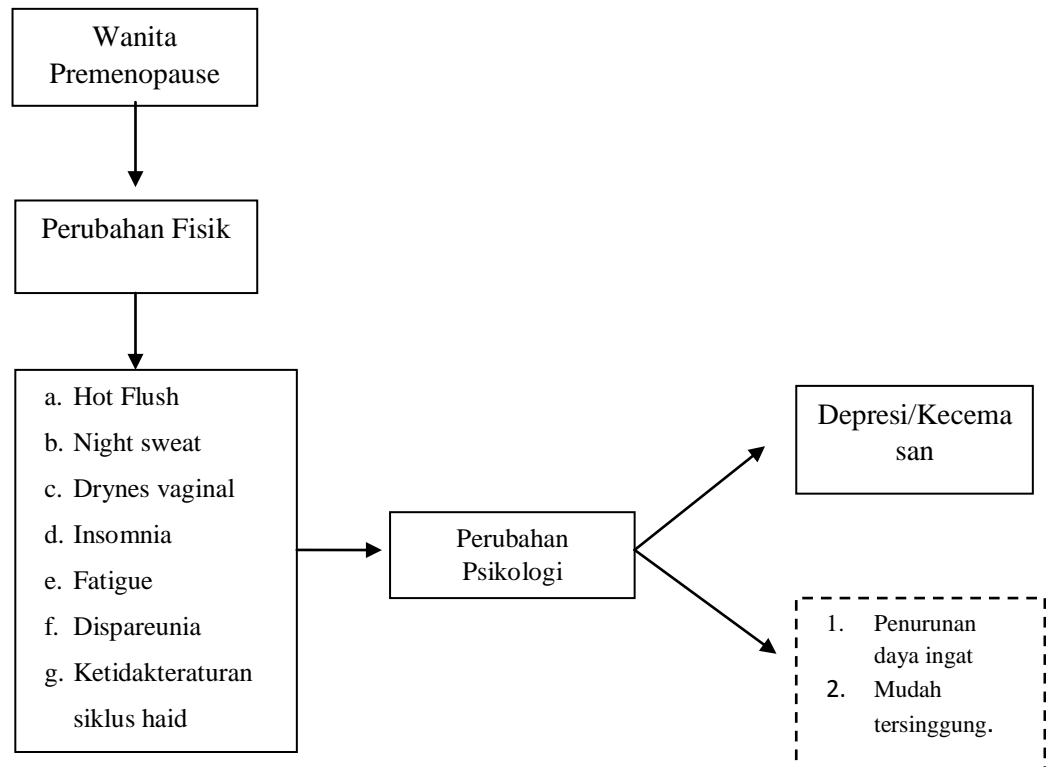 Wanita
Premenopause
Perubahan Fisik
a. Hot Flush
b. Night sweat
c. Drynes vaginal
d. Insomnia
e. Fatigue
f. Dispareunia
g. Ketidakteraturan
siklus haid
Perubahan
Psikologi
Depresi/Kecema
san
1. Penurunan
daya ingat
2. Mudah
tersinggung.